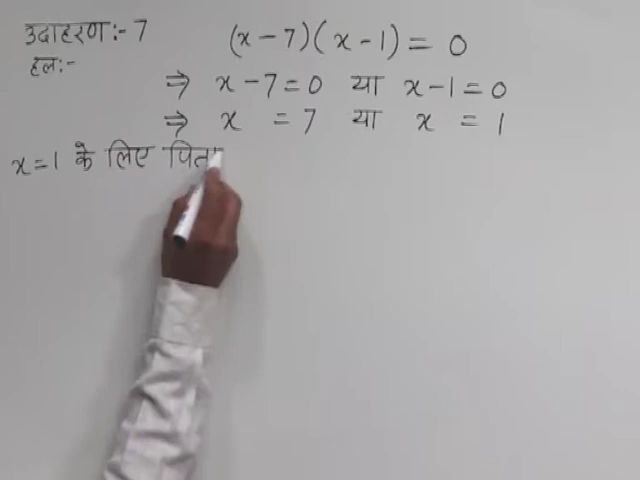 उदाहरण:- 7 (x - 7)(x - 1) = 0
हल:-
⇒ x - 7 = 0 या x - 1 = 0
⇒ x = 7 या x = 1
x = 1 के लिए पिता